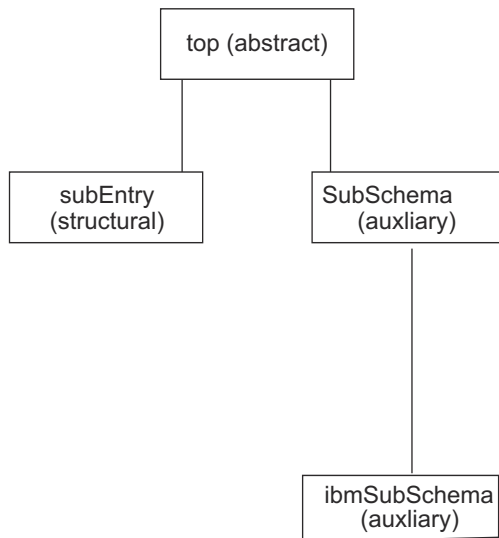 top (abstract)
subEntry
(structural)
SubSchema
(auxliary)
ibmSubSchema
(auxliary)